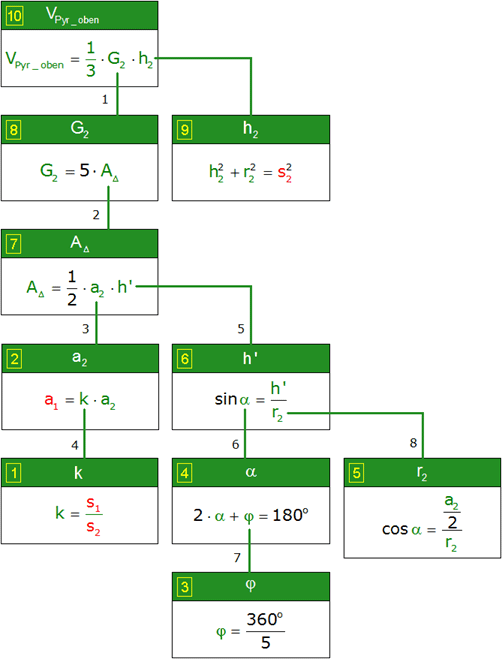 10 V_Pyr_oben
V_Pyr_oben = 1/3 · G₂ · h₂
1
8 G₂
9 h₂
G₂ = 5 · A_Δ
h₂² + r₂² = s₂²
2
7 A_Δ
A_Δ = 1/2 · a₂ · h'
3
5
2 a₂
6 h'
a₁ = k · a₂
sin α = h'/r₂
4
6
8
1 k
4 α
5 r₂
k = s₁/s₂
2 · α + φ = 180°
cos α = (a₂/2)/r₂
7
3 φ
φ = 360°/5